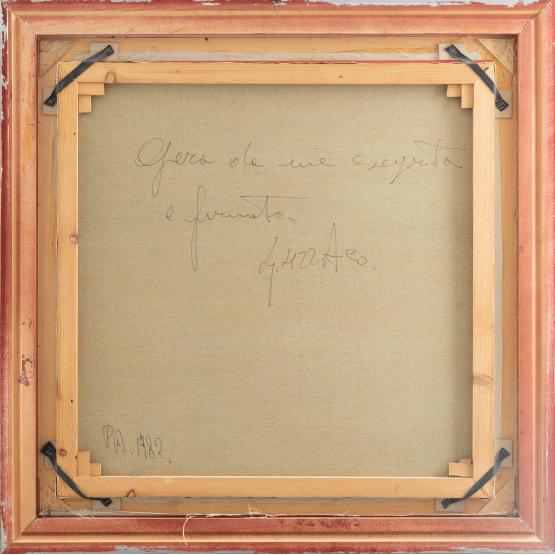 Opera da me eseguita
e firmata.
PA. 1982.